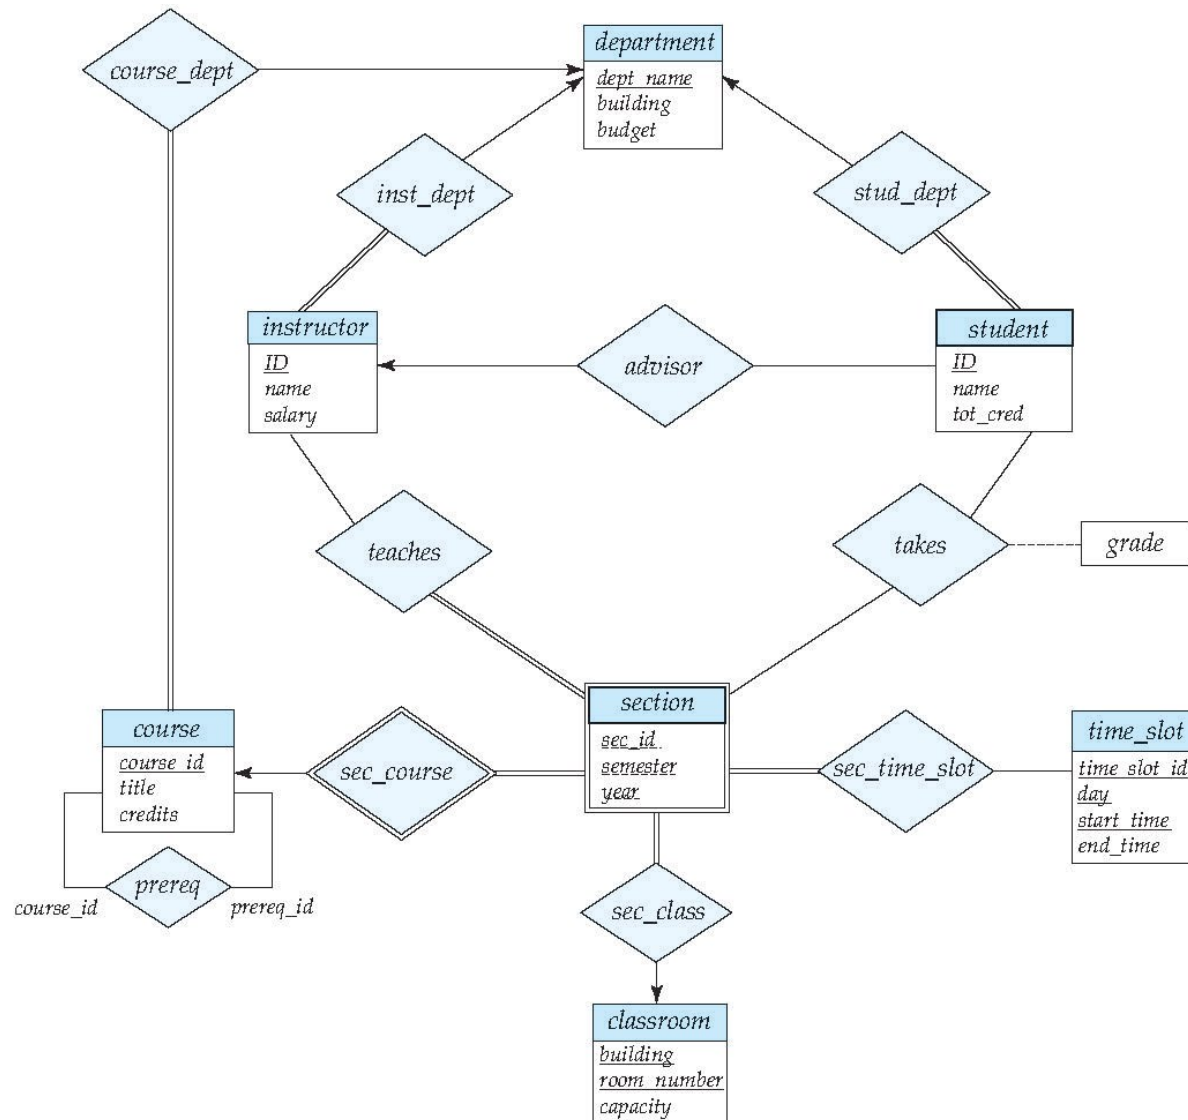 department
course_dept
dept_name
building
budget
inst_dept
stud_dept
instructor
ID
name
salary
advisor
student
ID
name
tot_cred
teaches
takes
grade
section
sec_id
semester
year
course
course_id
title
credits
sec_course
sec_time_slot
time_slot
time_slot_id
day
start_time
end_time
prereq
course_id
prereq_id
sec_class
classroom
building
room_number
capacity